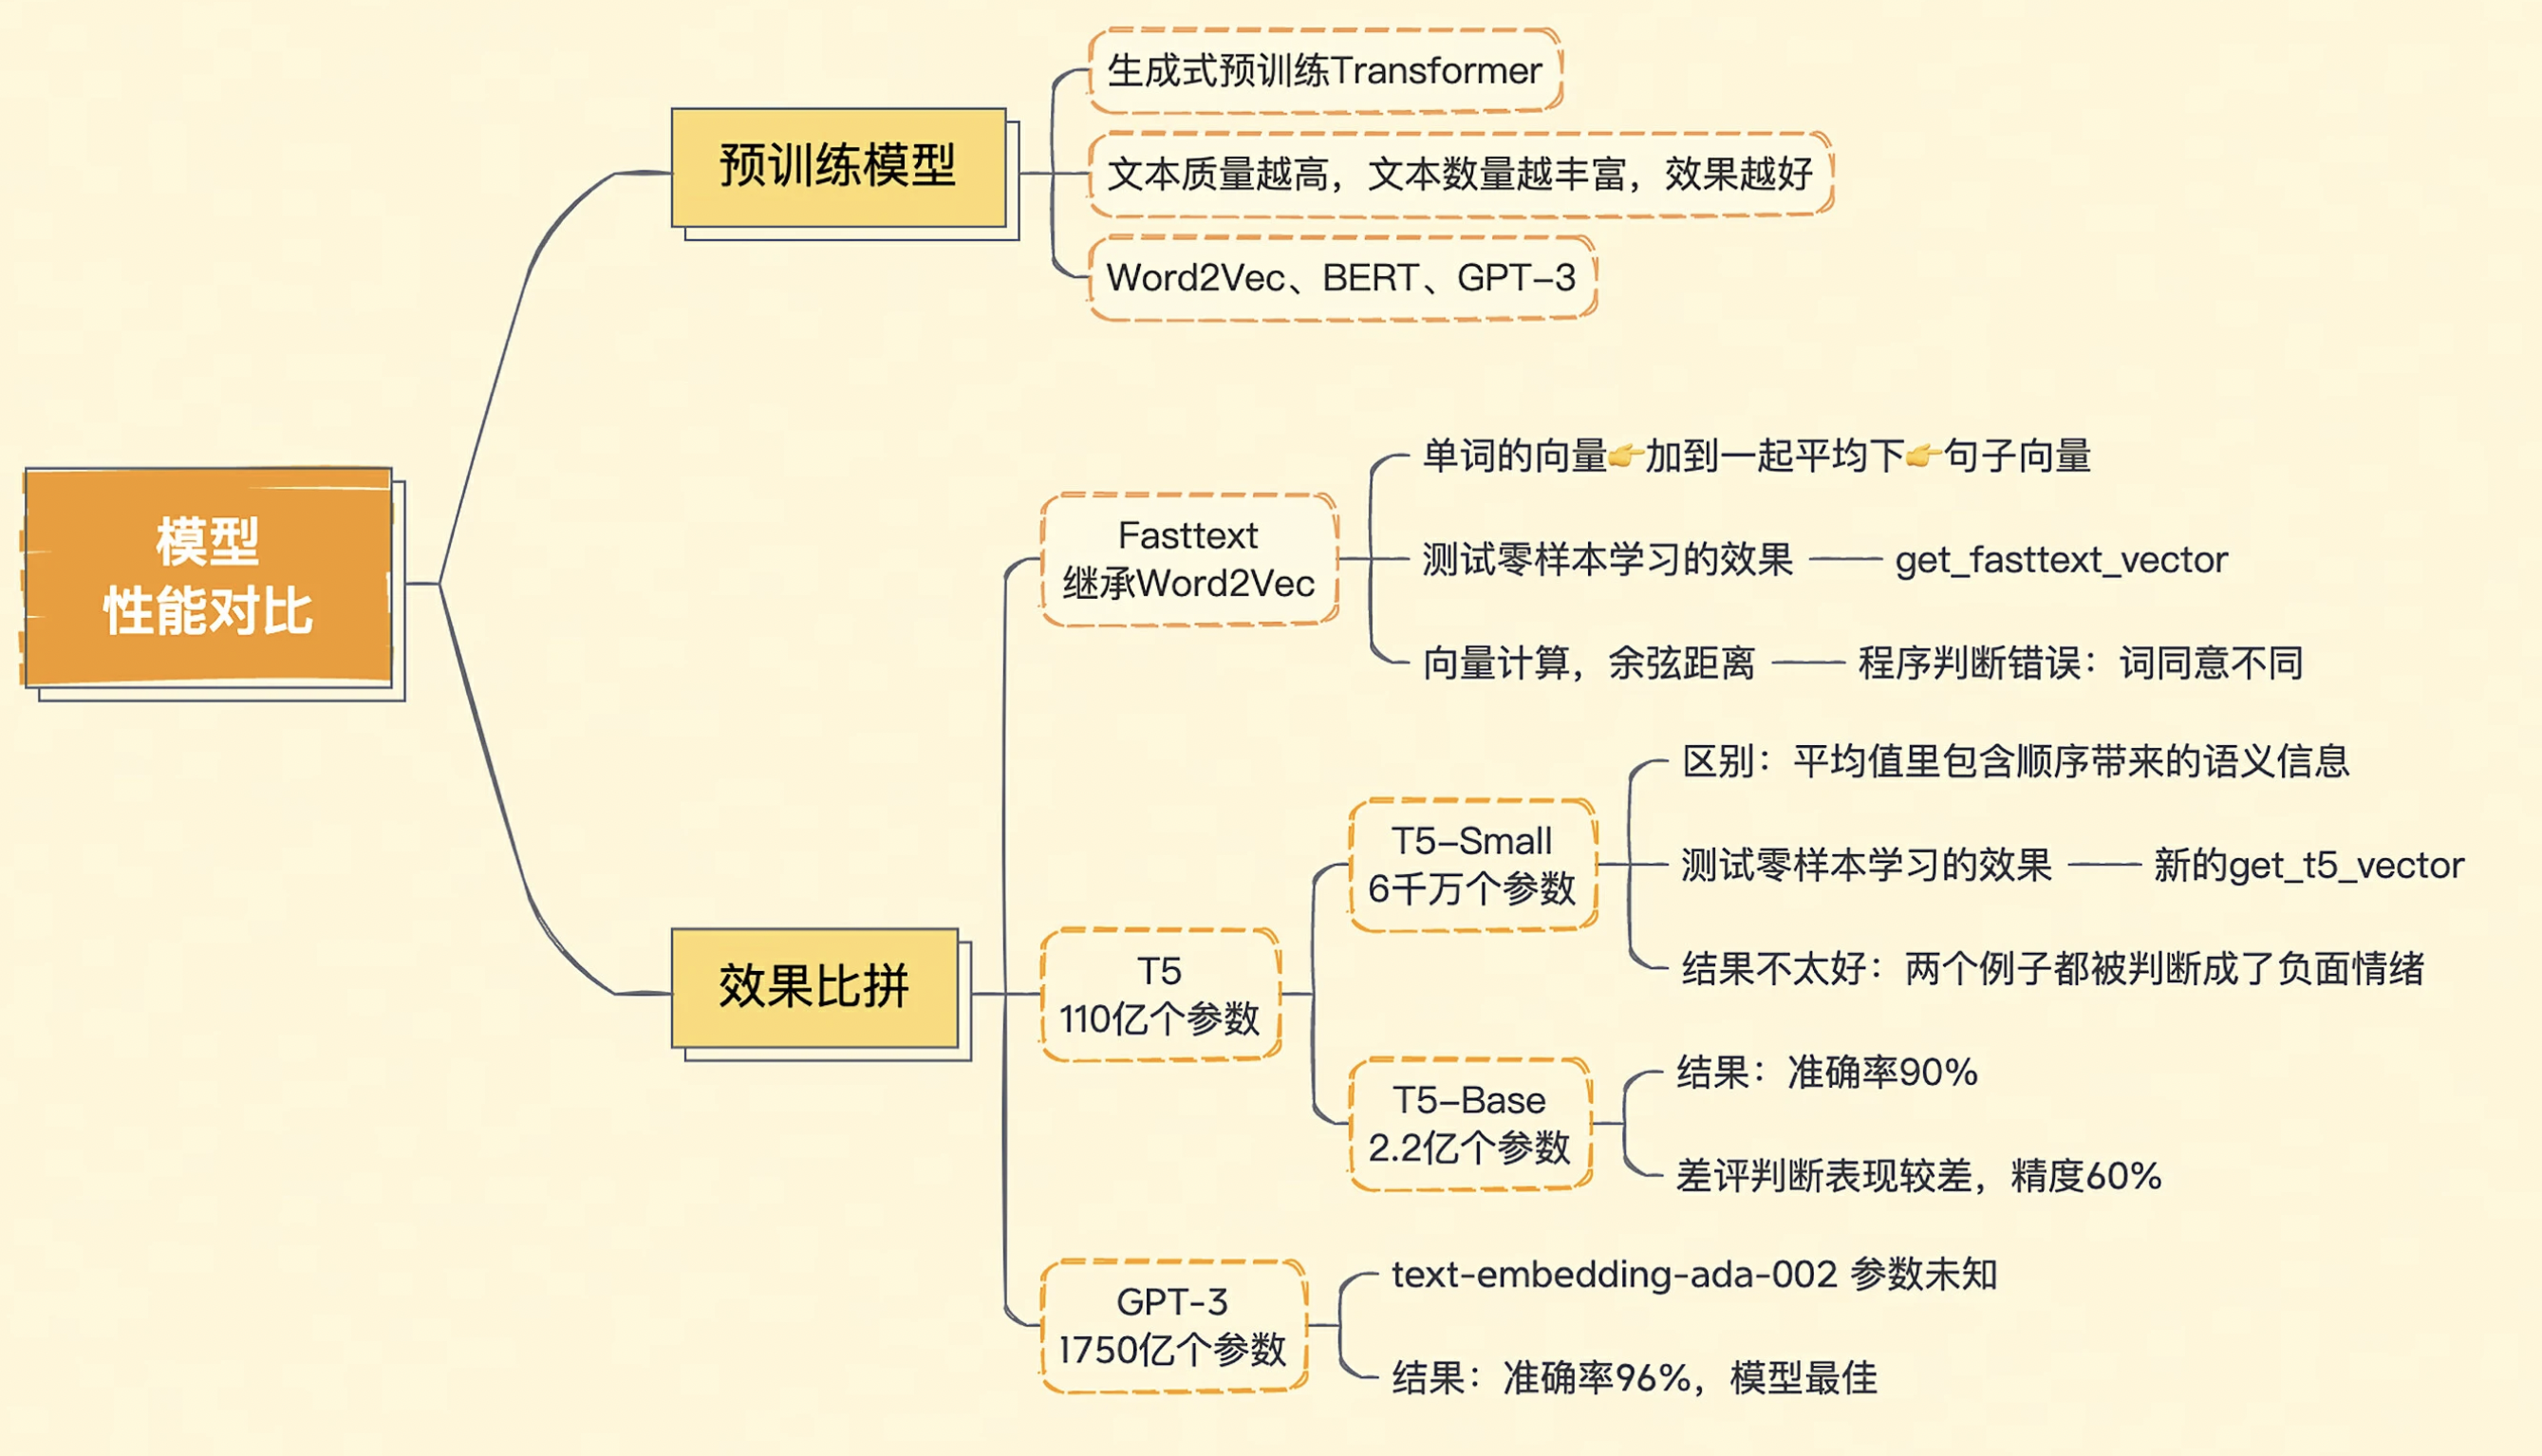 生成式预训练Transformer
预训练模型
文本质量越高，文本数量越丰富，效果越好
Word2Vec、BERT、GPT-3
模型
性能对比
单词的向量👉加到一起平均下👉句子向量
Fasttext
继承Word2Vec
测试零样本学习的效果
get_fasttext_vector
向量计算，余弦距离
程序判断错误：词同意不同
效果比拼
T5
110亿个参数
T5-Small
6千万个参数
区别：平均值里包含顺序带来的语义信息
测试零样本学习的效果
新的get_t5_vector
结果不太好：两个例子都被判断成了负面情绪
T5-Base
2.2亿个参数
结果：准确率90%
差评判断表现较差，精度60%
GPT-3
1750亿个参数
text-embedding-ada-002 参数未知
结果：准确率96%，模型最佳